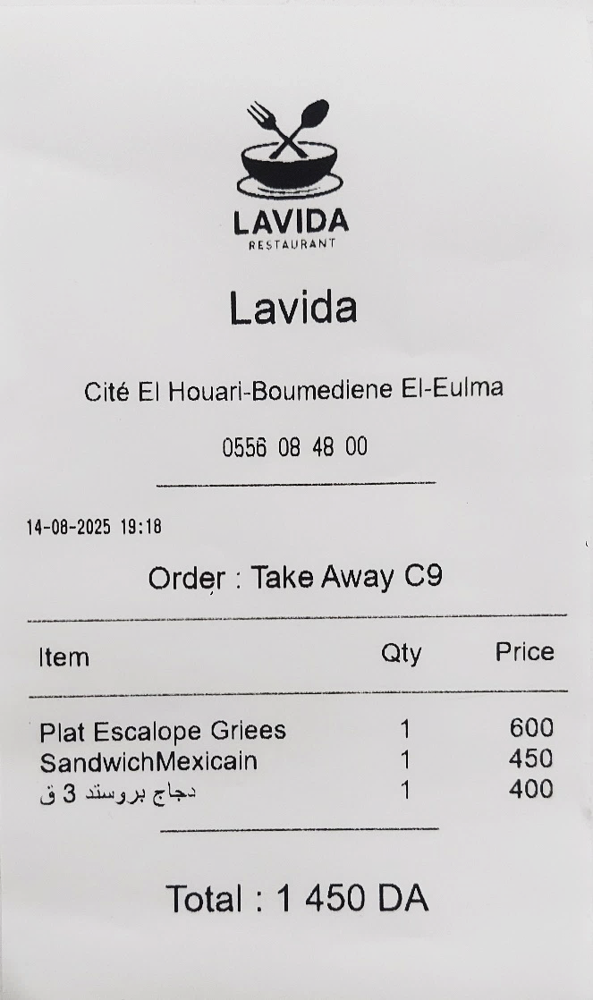 LAVIDA
RESTAURANT
Lavida
Cité El Houari-Boumediene El-Eulma
0556 08 48 00
14-08-2025 19:18
Order : Take Away C9
Item Qty Price
Plat Escalope Griees 1 600
SandwichMexicain 1 450
دجاج بروستد 3 ق 1 400
Total : 1 450 DA